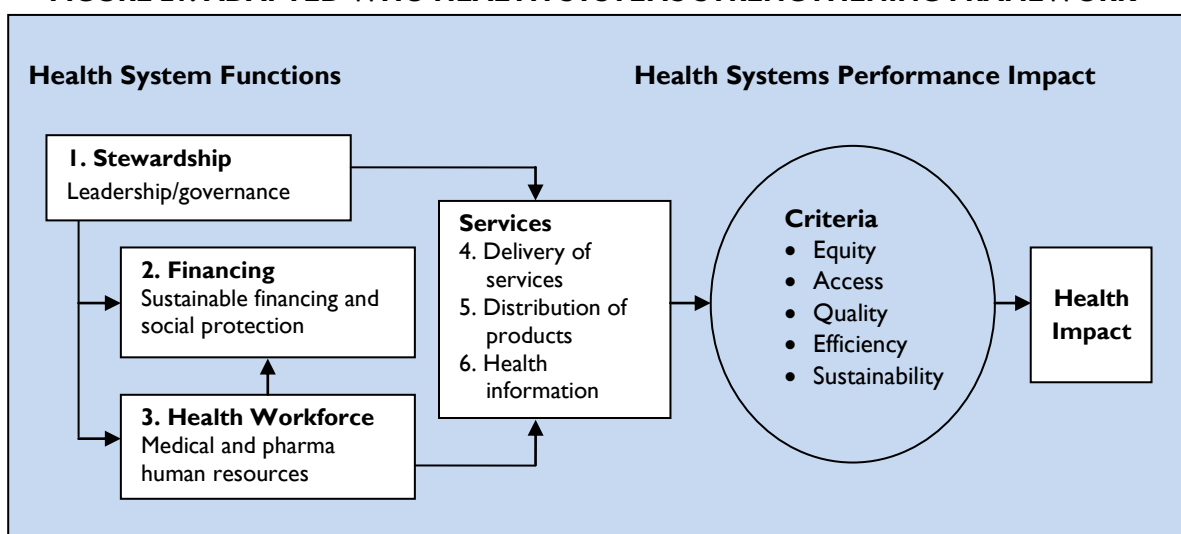 Health System Functions
Health Systems Performance Impact
1. Stewardship
Leadership/governance
2. Financing
Sustainable financing and
social protection
3. Health Workforce
Medical and pharma
human resources
Services
4. Delivery of
services
5. Distribution of
products
6. Health
information
Criteria
• Equity
• Access
• Quality
• Efficiency
• Sustainability
Health
Impact